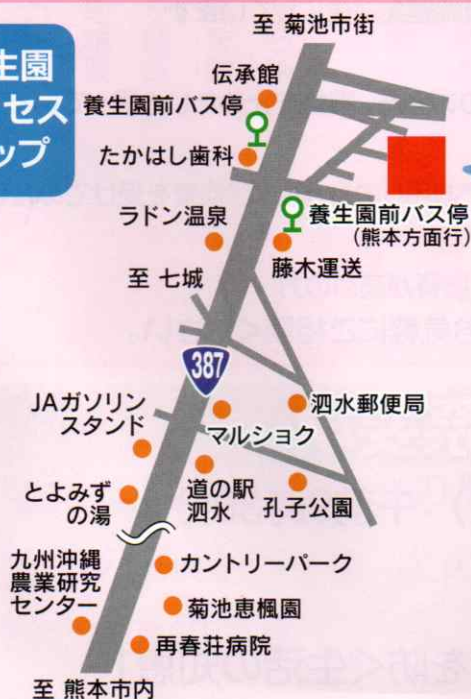 至 菊池市街
生園
セス
ップ
伝承館
養生園前バス停
たかはし歯科
養生園前バス停
(熊本方面行)
ラドン温泉
藤木運送
至 七城
387
JAガソリン
スタンド
マルショク
泗水郵便局
とよみず
の湯
道の駅
泗水
孔子公園
九州沖縄
農業研究
センター
カントリーパーク
菊池恵楓園
再春荘病院
至 熊本市内